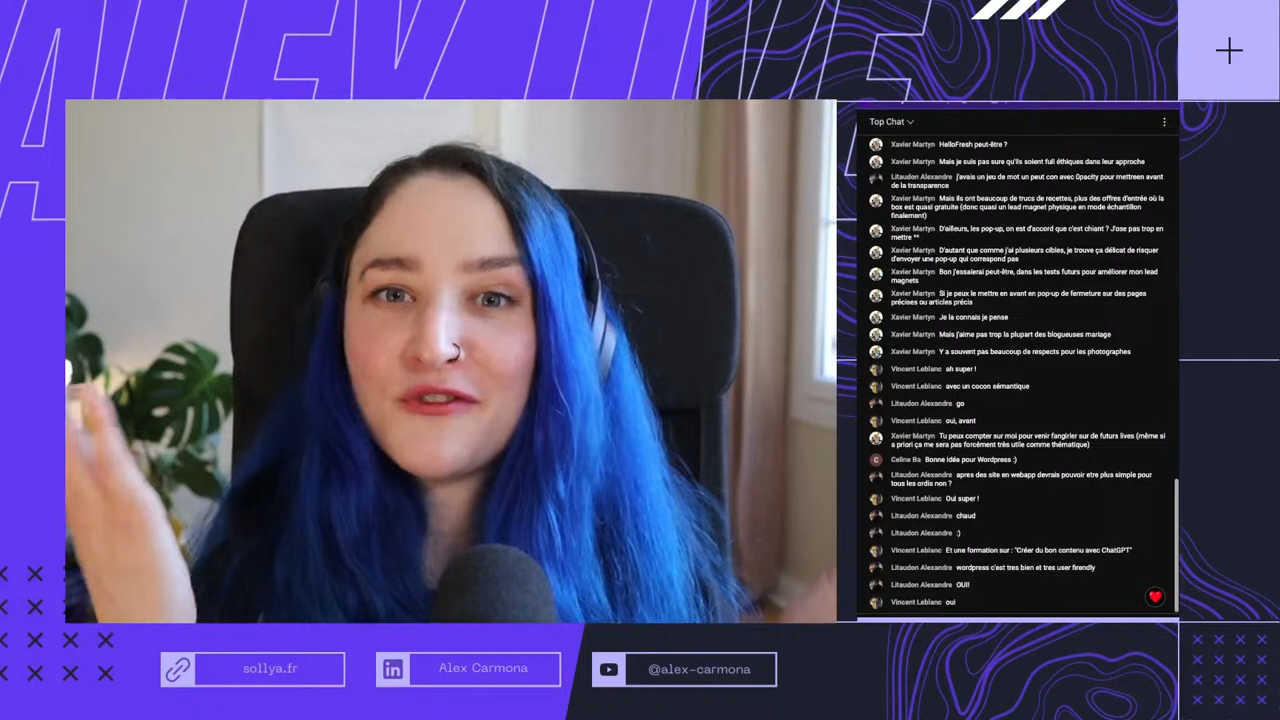 ALEX LIVE
Top Chat
Xavier Martyn HelloFresh peut-être ?
Xavier Martyn Mais je suis pas sure qu'ils soient full éthiques dans leur approche
Litaudon Alexandre j'avais un jeu de mot un peut con avec Opacity pour mettreen avant
de la transparence
Xavier Martyn Mais ils ont beaucoup de trucs de recettes, plus des offres d'entrée où la
box est quasi gratuite (donc quasi un lead magnet physique en mode échantillon
finalement)
Xavier Martyn D'ailleurs, les pop-up, on est d'accord que c'est chiant ? J'ose pas trop en
mettre ^^
Xavier Martyn D'autant que comme j'ai plusieurs cibles, je trouve ça délicat de risquer
d'envoyer une pop-up qui correspond pas
Xavier Martyn Bon j'essaierai peut-être, dans les tests futurs pour améliorer mon lead
magnets
Xavier Martyn Si je peux le mettre en avant en pop-up de fermeture sur des pages
précises ou articles précis
Xavier Martyn Je la connais je pense
Xavier Martyn Mais j'aime pas trop la plupart des blogueuses mariage
Xavier Martyn Y a souvent pas beaucoup de respects pour les photographes
Vincent Leblanc ah super !
Vincent Leblanc avec un cocon sémantique
Litaudon Alexandre go
Vincent Leblanc oui, avant
Xavier Martyn Tu peux compter sur moi pour venir fangirler sur de futurs lives (même si
a priori ça me sera pas forcément très utile comme thématique)
C Celine Ba Bonne idée pour Wordpress :)
Litaudon Alexandre apres des site en webapp devrais pouvoir etre plus simple pour
tous les ordis non ?
Vincent Leblanc Oui super !
Litaudon Alexandre chaud
Litaudon Alexandre :)
Vincent Leblanc Et une formation sur : "Créer du bon contenu avec ChatGPT"
Litaudon Alexandre wordpress c'est tres bien et tres user firendly
Litaudon Alexandre OUI!
Vincent Leblanc oui
sollya.fr
in Alex Carmona
@alex-carmona